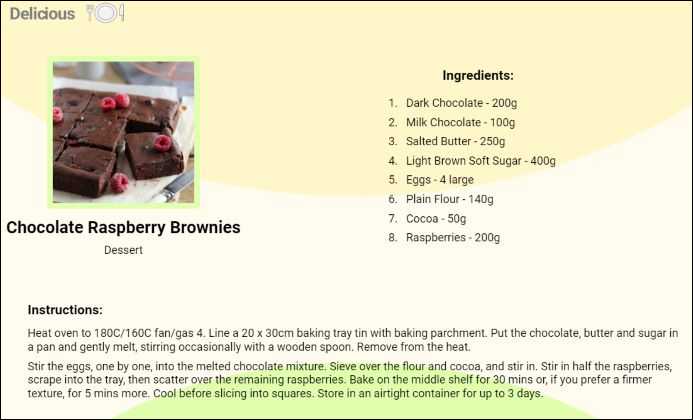 Delicious
Ingredients:
1. Dark Chocolate - 200g
2. Milk Chocolate - 100g
3. Salted Butter - 250g
4. Light Brown Soft Sugar - 400g
5. Eggs - 4 large
6. Plain Flour - 140g
7. Cocoa - 50g
8. Raspberries - 200g
Chocolate Raspberry Brownies
Dessert
Instructions:
Heat oven to 180C/160C fan/gas 4. Line a 20 x 30cm baking tray tin with baking parchment. Put the chocolate, butter and sugar in
a pan and gently melt, stirring occasionally with a wooden spoon. Remove from the heat.
Stir the eggs, one by one, into the melted chocolate mixture. Sieve over the flour and cocoa, and stir in. Stir in half the raspberries,
scrape into the tray, then scatter over the remaining raspberries. Bake on the middle shelf for 30 mins or, if you prefer a firmer
texture, for 5 mins more. Cool before slicing into squares. Store in an airtight container for up to 3 days.